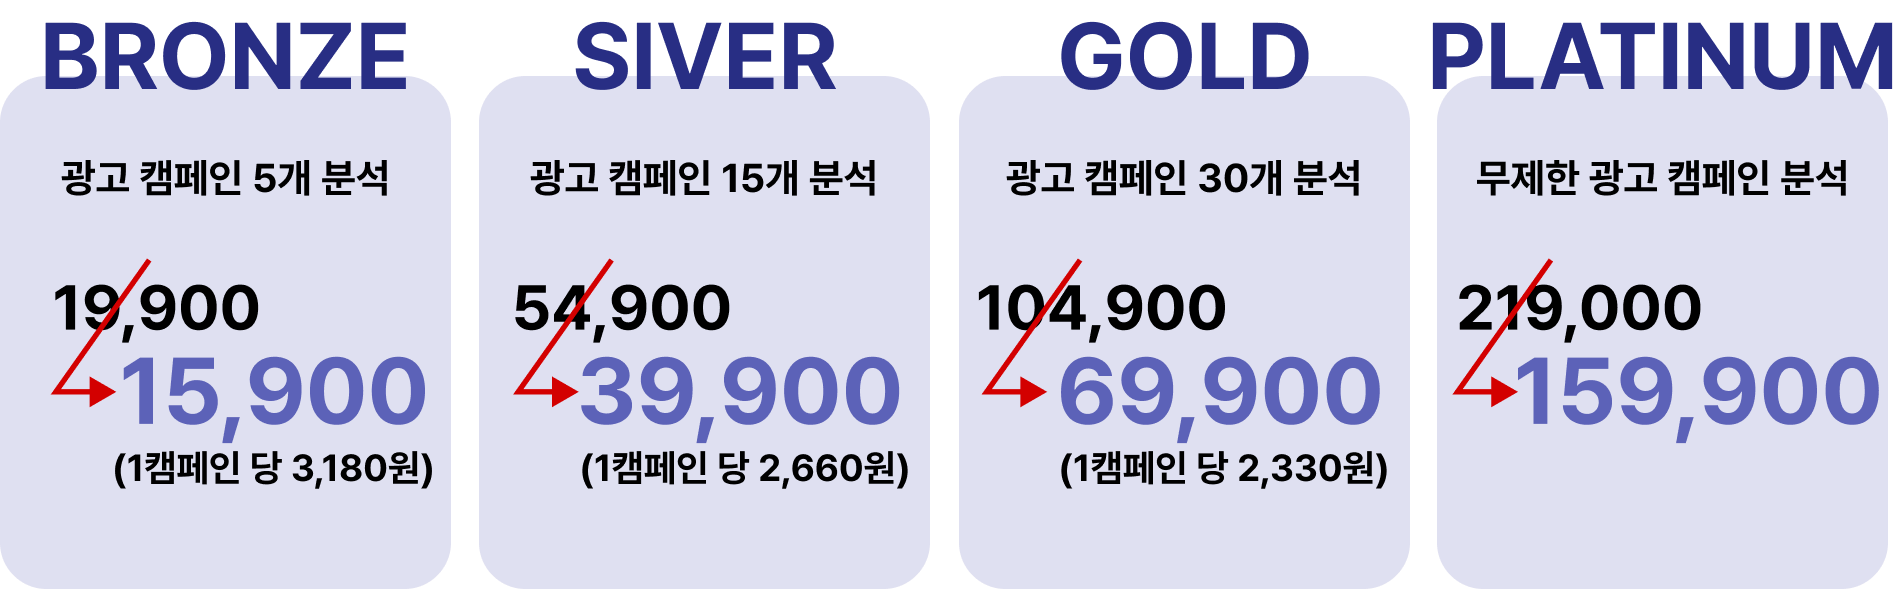 BRONZE
광고 캠페인 5개 분석
19,900
15,900
(1캠페인 당 3,180원)
SIVER
광고 캠페인 15개 분석
54,900
39,900
(1캠페인 당 2,660원)
GOLD
광고 캠페인 30개 분석
104,900
69,900
(1캠페인 당 2,330원)
PLATINUM
무제한 광고 캠페인 분석
219,000
159,900